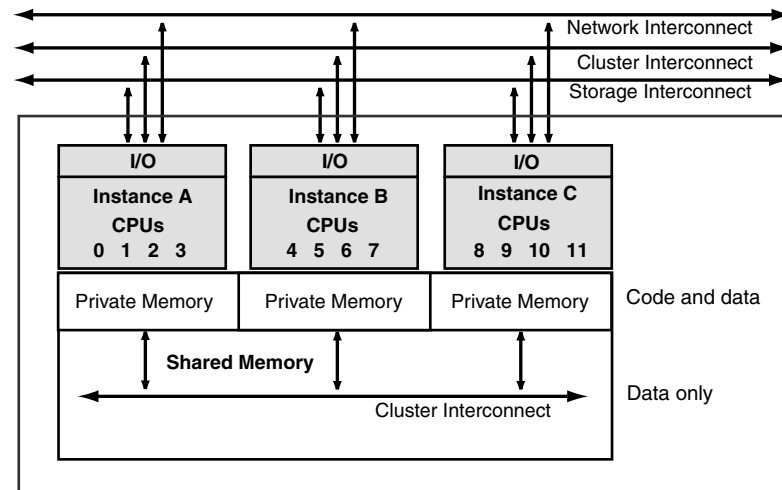 Network Interconnect
Cluster Interconnect
Storage Interconnect
I/O I/O I/O
Instance A Instance B Instance C
CPUs CPUs CPUs
0 1 2 3 4 5 6 7 8 9 10 11
Private Memory Private Memory Private Memory Code and data
Shared Memory
Data only
Cluster Interconnect